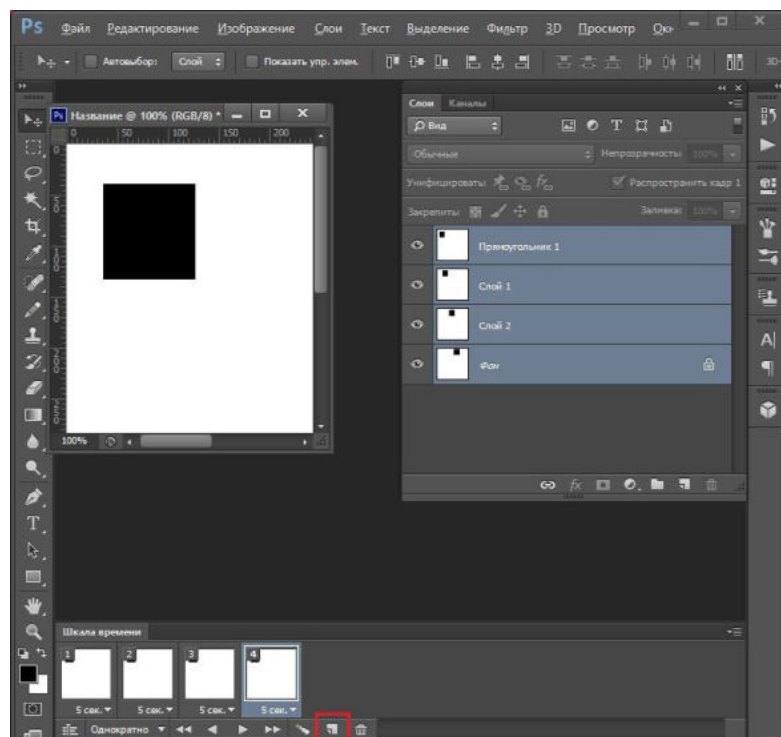 Ps Файл Редактирование Изображение Слои Текст Выделение Фильтр 3D Просмотр Окн
Автовыбор: Слой Показать упр. элем. 3D-
Слои Каналы
Название @ 100% (RGB/8) *
0 50 100 150 200
Вид
Обычные Непрозрачность: 100%
Унифицировать: Распространить кадр 1
Закрепить: Заливка: 100%
Прямоугольник 1
Слой 1
Слой 2
Фон
100%
fx
Шкала времени
1 2 3 4
5 сек. 5 сек. 5 сек. 5 сек.
Однократно